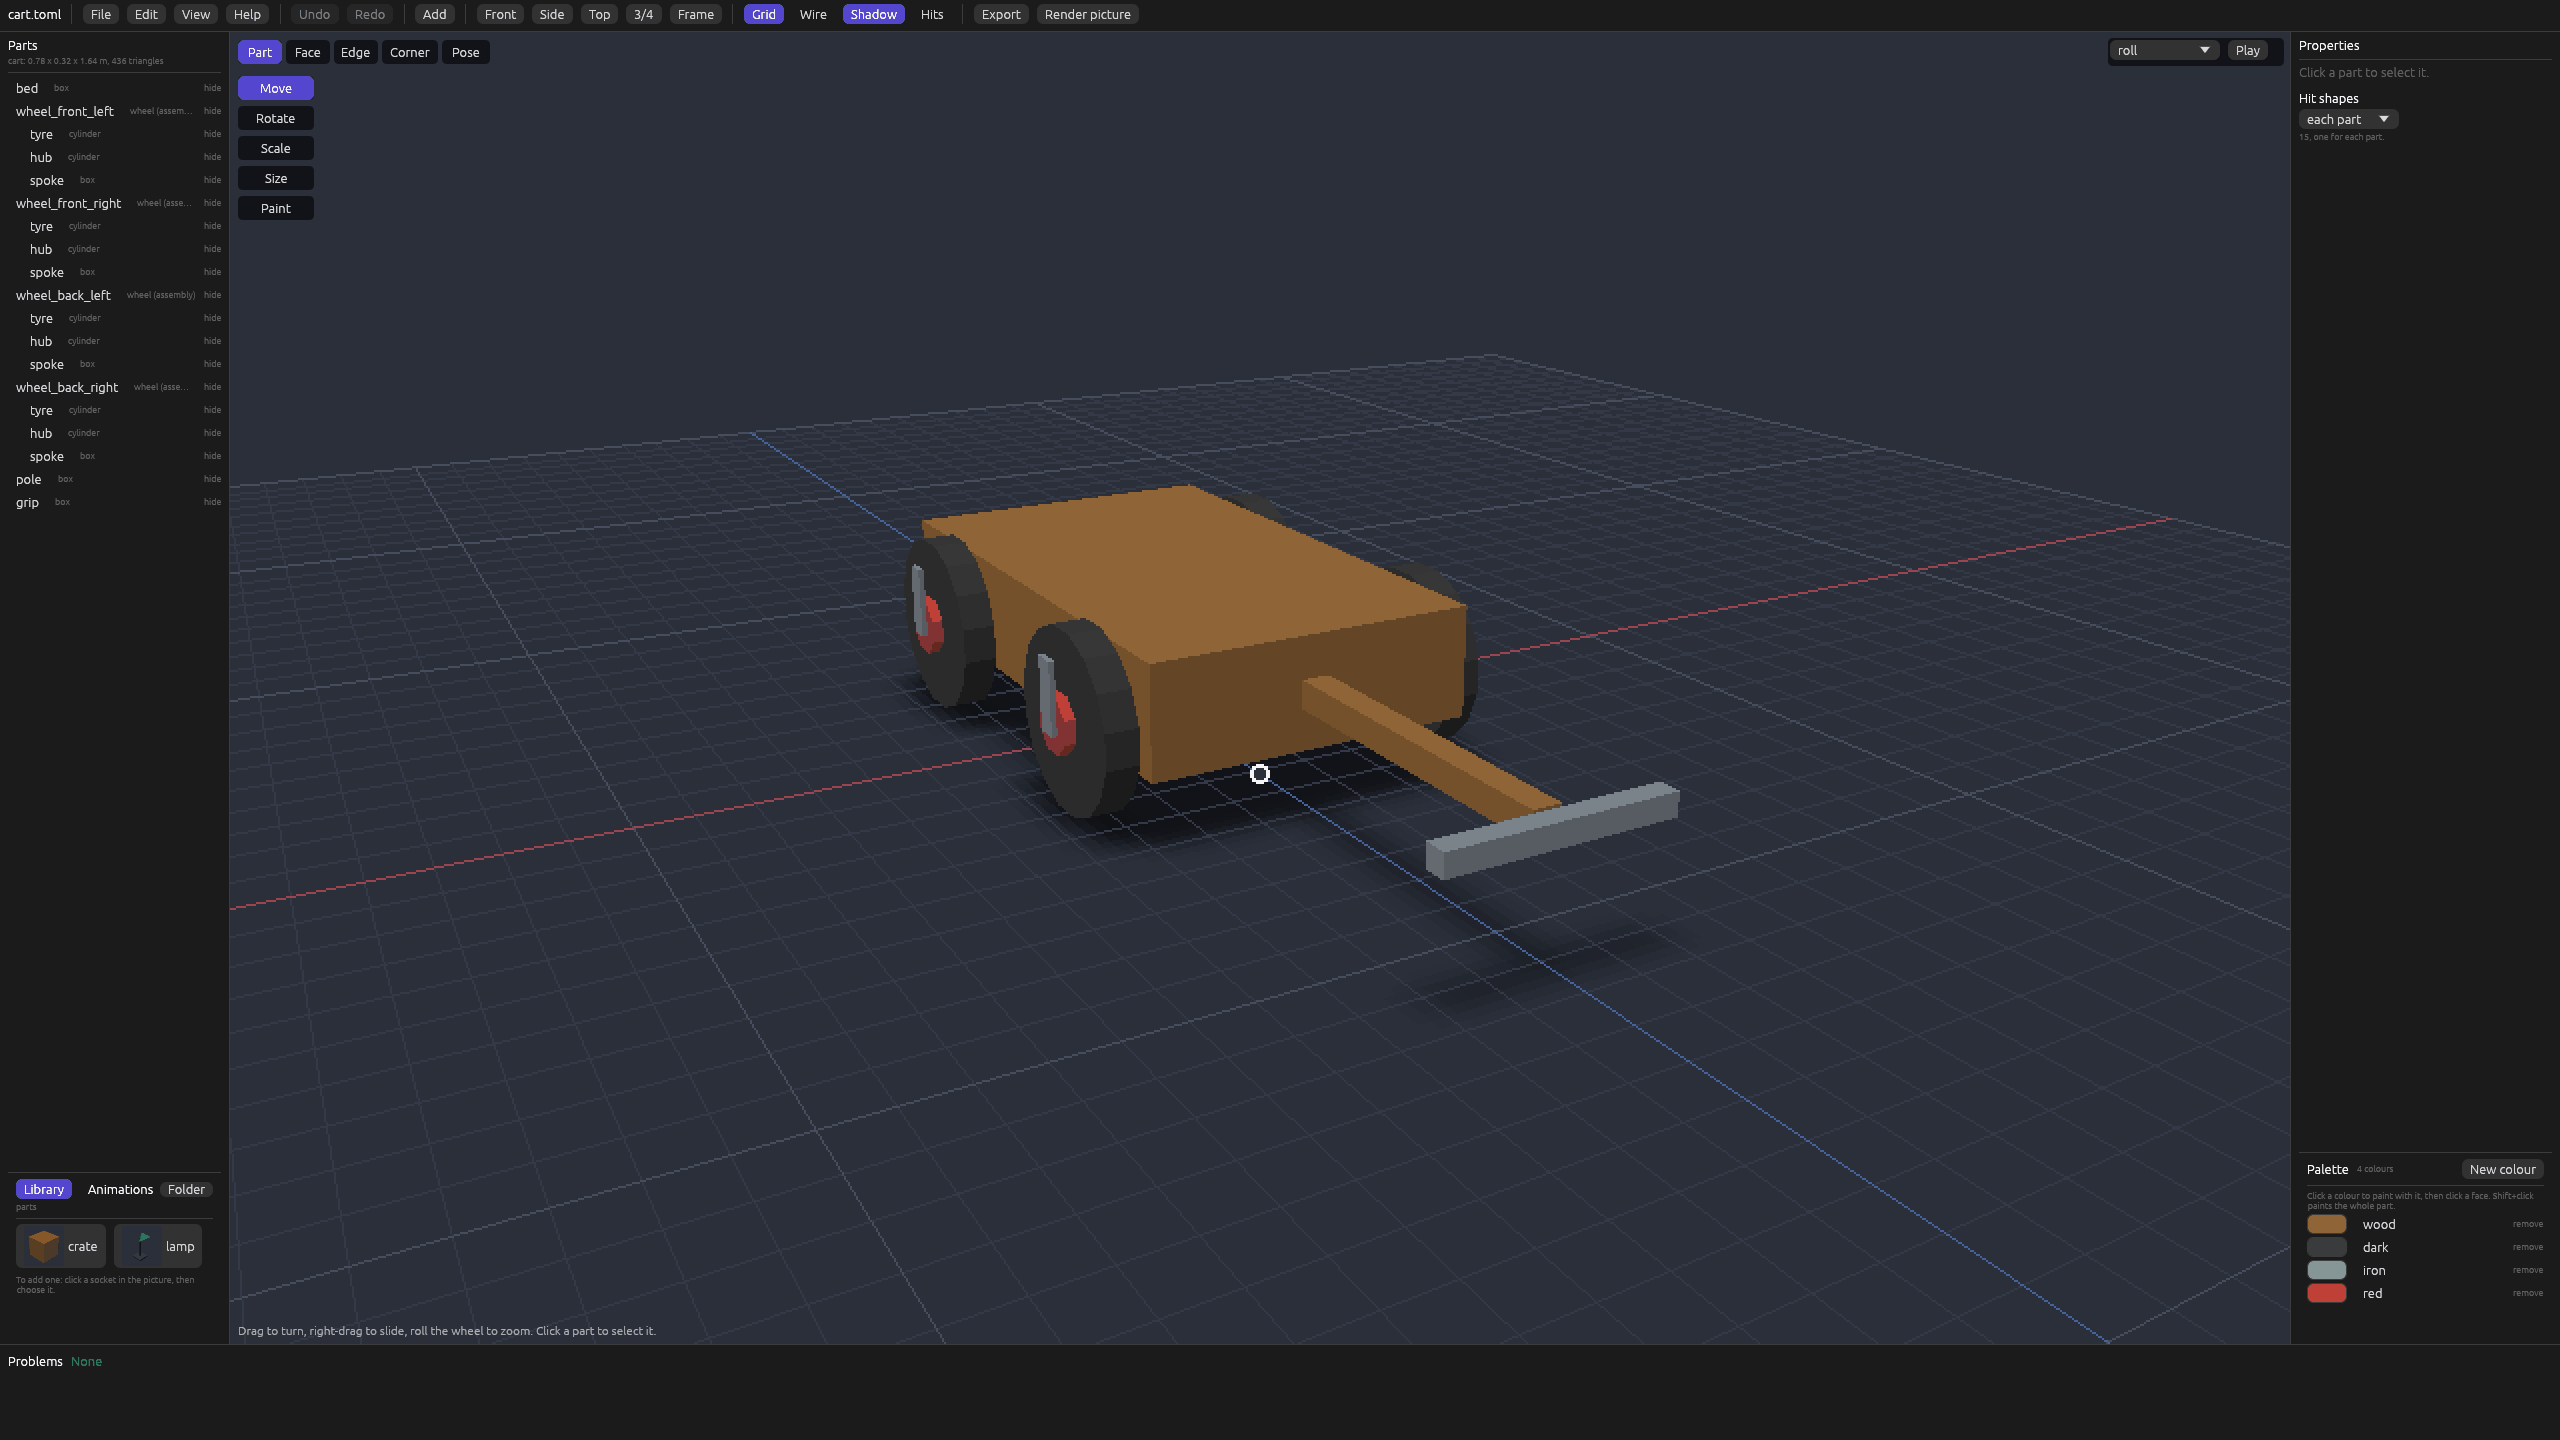 cart.toml File Edit View Help Undo Redo Add Front Side Top 3/4 Frame Grid Wire Shadow Hits Export Render picture
Parts
cart: 0.78 x 0.32 x 1.64 m, 436 triangles
bed box hide
wheel_front_left wheel (assem... hide
tyre cylinder hide
hub cylinder hide
spoke box hide
wheel_front_right wheel (asse... hide
tyre cylinder hide
hub cylinder hide
spoke box hide
wheel_back_left wheel (assembly) hide
tyre cylinder hide
hub cylinder hide
spoke box hide
wheel_back_right wheel (asse... hide
tyre cylinder hide
hub cylinder hide
spoke box hide
pole box hide
grip box hide
Library Animations Folder
parts
crate lamp
To add one: click a socket in the picture, then
choose it.
Part Face Edge Corner Pose
Move
Rotate
Scale
Size
Paint
roll Play
Drag to turn, right-drag to slide, roll the wheel to zoom. Click a part to select it.
Properties
Click a part to select it.
Hit shapes
each part
15, one for each part.
Palette 4 colours New colour
Click a colour to paint with it, then click a face. Shift+click
paints the whole part.
wood remove
dark remove
iron remove
red remove
Problems None